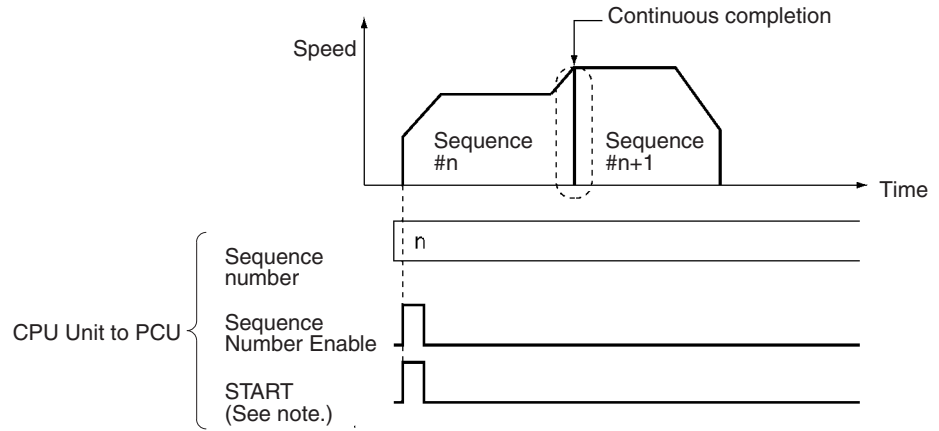 Continuous completion
Speed
Sequence
#n
Sequence
#n+1
Time
n
Sequence
number
CPU Unit to PCU
Sequence
Number Enable
START
(See note.)